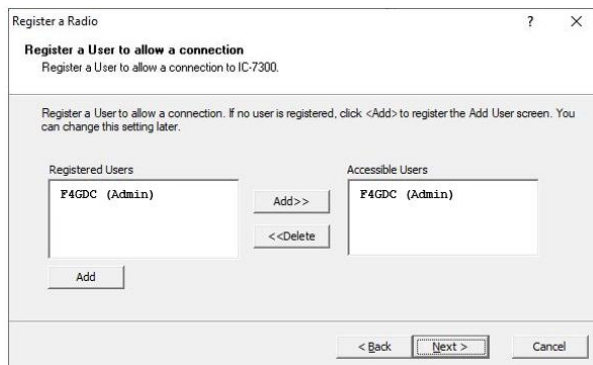 Register a Radio ? ×
Register a User to allow a connection
Register a User to allow a connection to IC-7300.
Register a User to allow a connection. If no user is registered, click <Add> to register the Add User screen. You
can change this setting later.
Registered Users
F4GDC (Admin)
Add
Add>>
<<Delete
Accessible Users
F4GDC (Admin)
< Back
Next >
Cancel